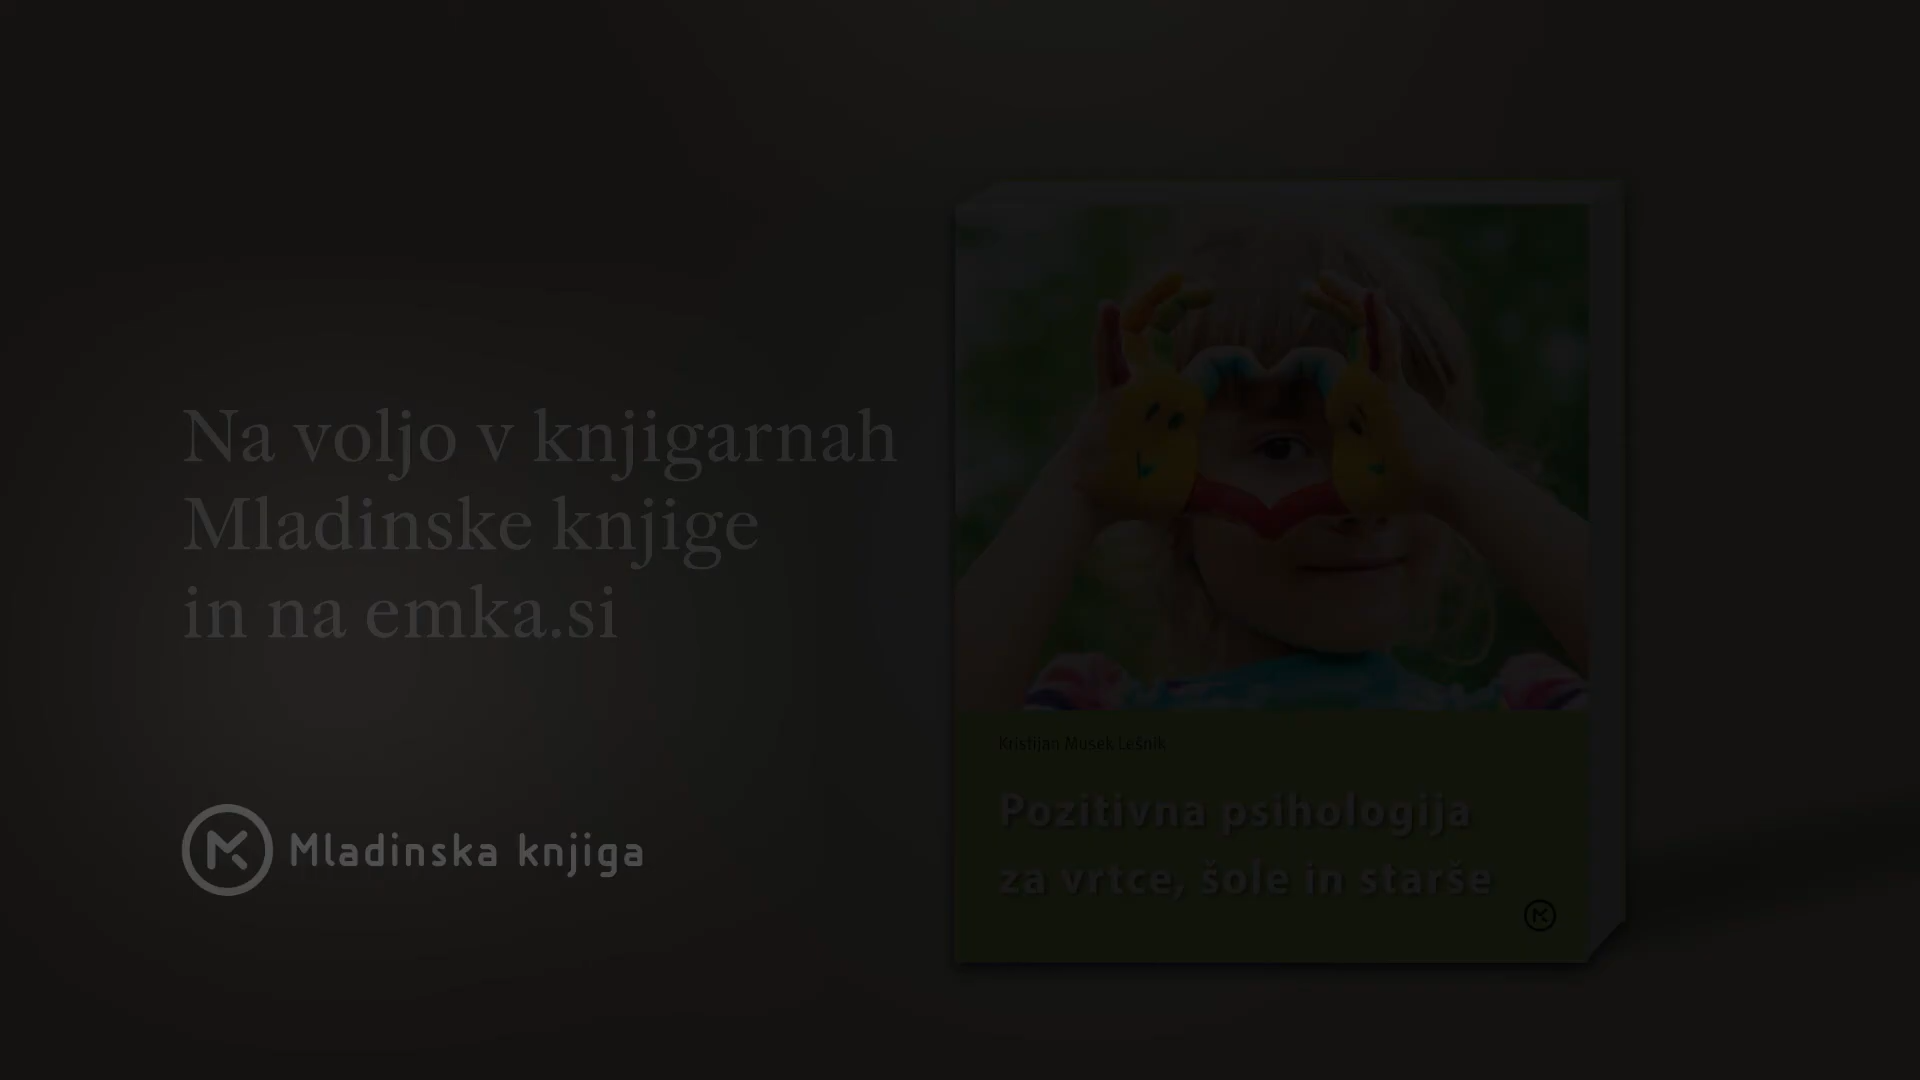 Na voljo v knjigarnah
Mladinske knjige
in na emka.si
Mladinska knjiga
Kristijan Musek Lešnik
Pozitivna psihologija
za vrtce, šole in starše